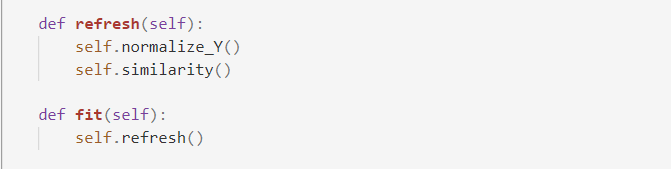 def refresh(self):
    self.normalize_Y()
    self.similarity()
def fit(self):
    self.refresh()